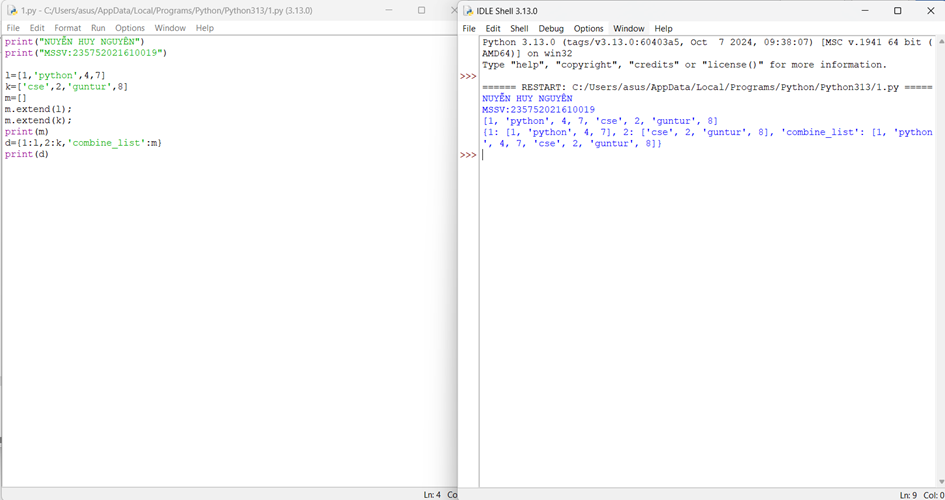 1.py - C:/Users/asus/AppData/Local/Programs/Python/Python313/1.py (3.13.0)
File Edit Format Run Options Window Help
print("NUYỄN HUY NGUYÊN")
print("MSSV:235752021610019")
l=[1,'python',4,7]
k=['cse',2,'guntur',8]
m=[]
m.extend(l);
m.extend(k);
print(m)
d={1:l,2:k,'combine_list':m}
print(d)
Ln: 4 Co
IDLE Shell 3.13.0
File Edit Shell Debug Options Window Help
Python 3.13.0 (tags/v3.13.0:60403a5, Oct  7 2024, 09:38:07) [MSC v.1941 64 bit (
AMD64)] on win32
Type "help", "copyright", "credits" or "license()" for more information.
>>>
====== RESTART: C:/Users/asus/AppData/Local/Programs/Python/Python313/1.py =====
NUYỄN HUY NGUYÊN
MSSV:235752021610019
[1, 'python', 4, 7, 'cse', 2, 'guntur', 8]
{1: [1, 'python', 4, 7], 2: ['cse', 2, 'guntur', 8], 'combine_list': [1, 'python
', 4, 7, 'cse', 2, 'guntur', 8]}
>>>
Ln: 9 Col: 0